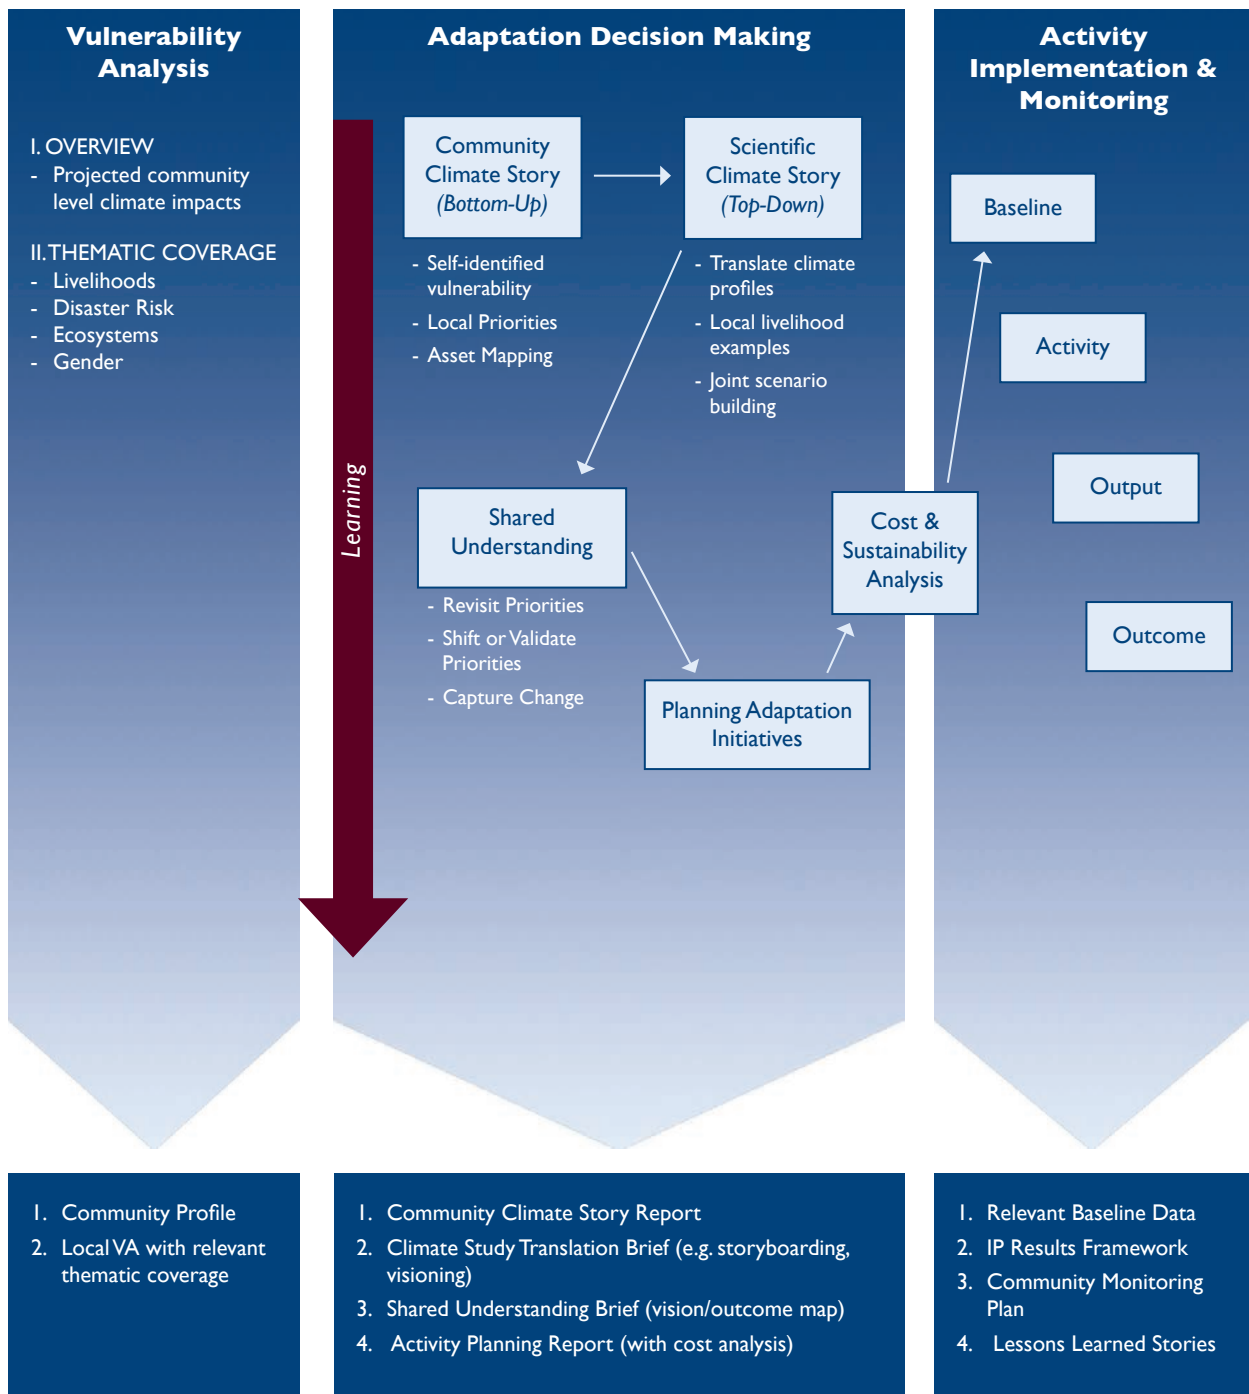 Vulnerability
Analysis
I. OVERVIEW
- Projected community
level climate impacts
II. THEMATIC COVERAGE
- Livelihoods
- Disaster Risk
- Ecosystems
- Gender
Adaptation Decision Making
Learning
Community
Climate Story
(Bottom-Up)
- Self-identified
vulnerability
- Local Priorities
- Asset Mapping
Scientific
Climate Story
(Top-Down)
- Translate climate
profiles
- Local livelihood
examples
- Joint scenario
building
Shared
Understanding
- Revisit Priorities
- Shift or Validate
Priorities
- Capture Change
Planning Adaptation
Initiatives
Cost &
Sustainability
Analysis
Activity
Implementation &
Monitoring
Baseline
Activity
Output
Outcome
1. Community Profile
2. Local VA with relevant
thematic coverage
1. Community Climate Story Report
2. Climate Study Translation Brief (e.g. storyboarding,
visioning)
3. Shared Understanding Brief (vision/outcome map)
4. Activity Planning Report (with cost analysis)
1. Relevant Baseline Data
2. IP Results Framework
3. Community Monitoring
Plan
4. Lessons Learned Stories